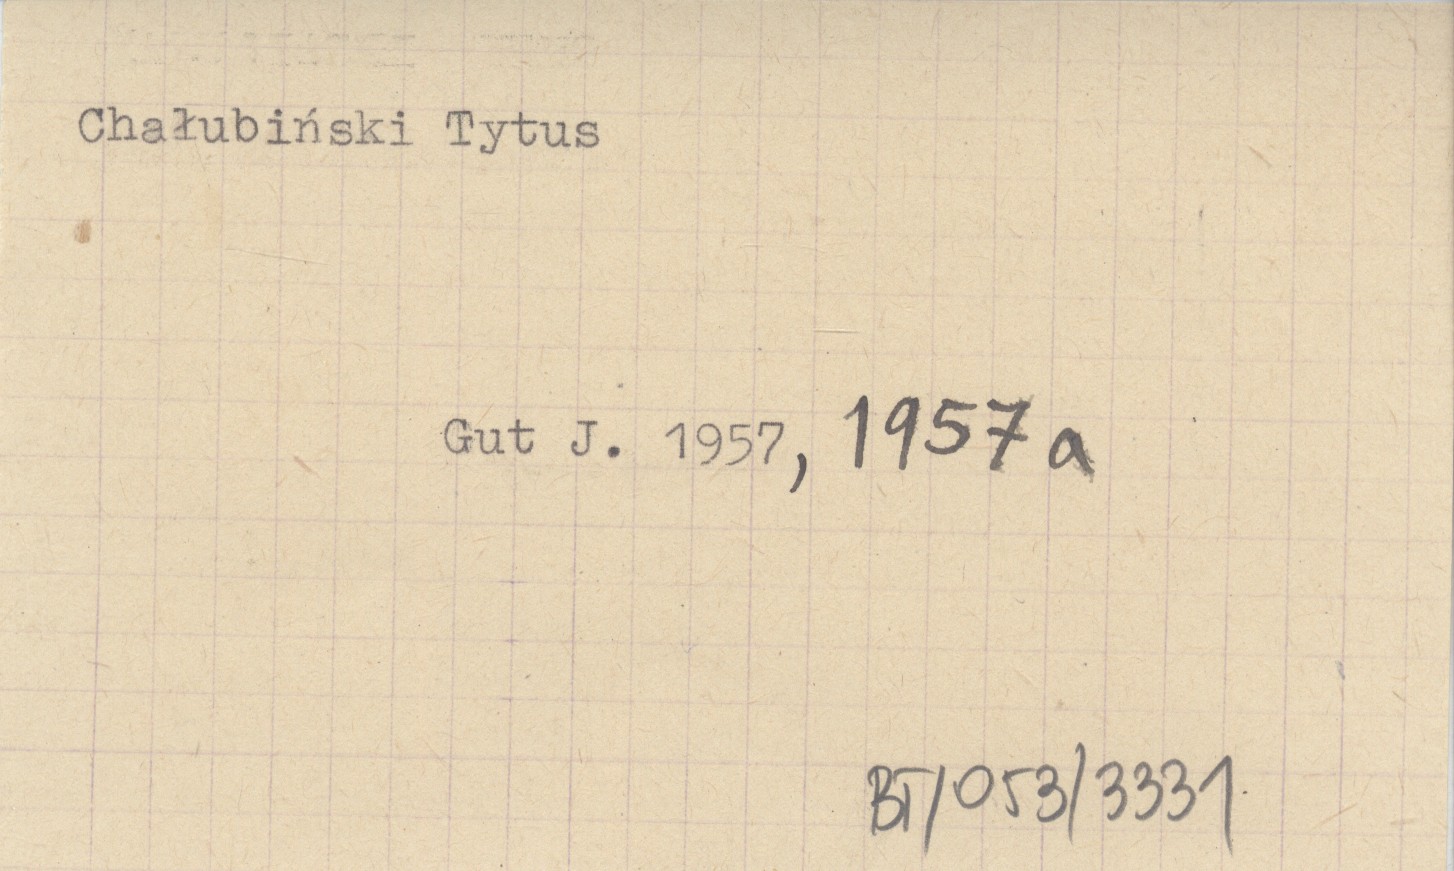 Chałubiński Tytus
Gut J. 1957, 1957a
BT/053/3331